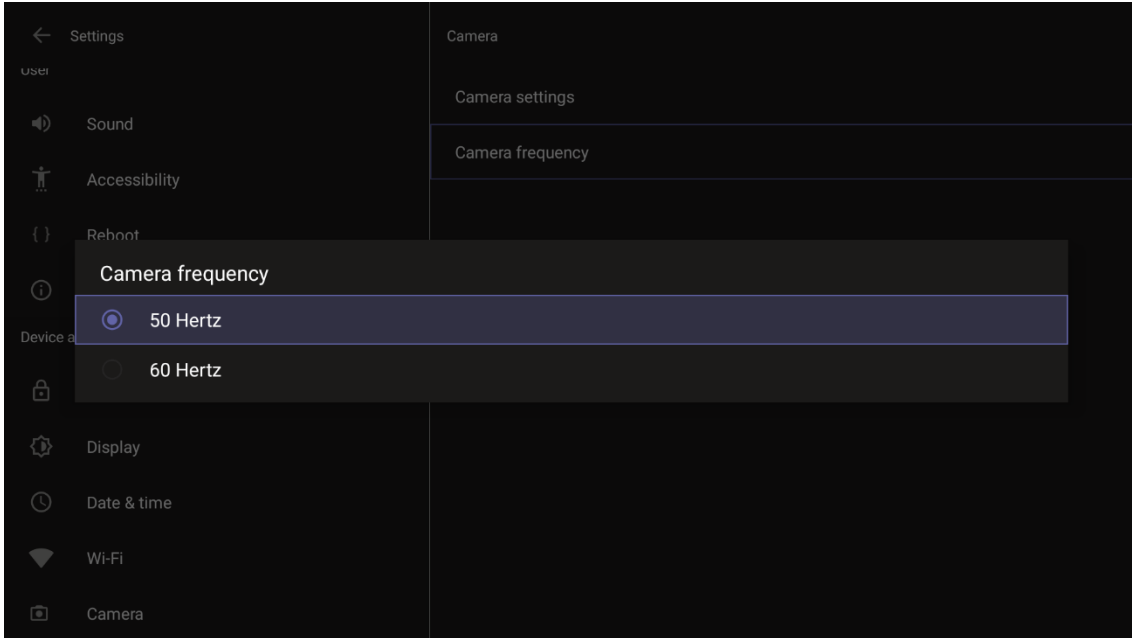 Settings
User
Sound
Accessibility
{ } Reboot
Device a
Display
Date & time
Wi-Fi
Camera
Camera
Camera settings
Camera frequency
Camera frequency
50 Hertz
60 Hertz